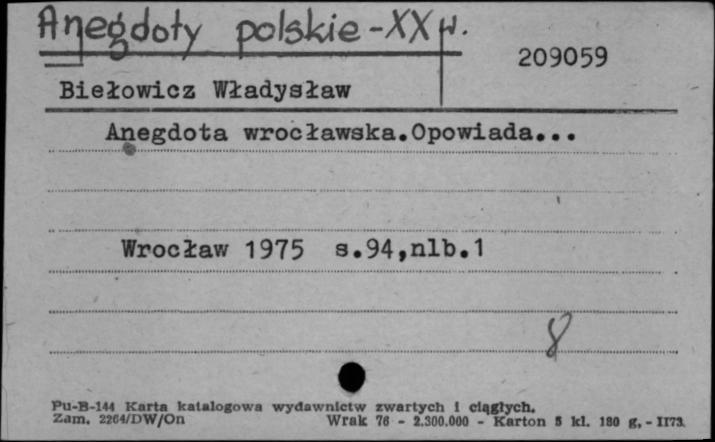 Anegdoty polskie - XX w.
209059
Biełowicz Władysław
Anegdota wrocławska.Opowiada...
Wrocław 1975 s.94,nlb.1
8
Pu-B-144 Karta katalogowa wydawnictw zwartych i ciągłych.
Zam. 2264/DW/On Wrak 76 - 2.300.000 - Karton 5 kl. 180 g. - II73.